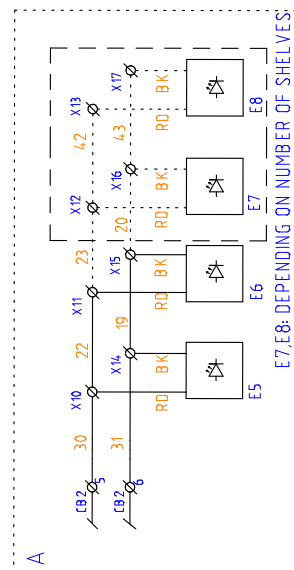 A
CB2 5
CB2 6
30
31
X10
X14
RD
BK
E5
22
19
X11
X15
RD
BK
E6
23
20
X12
X16
RD
BK
E7
42
43
X13
X17
RD
BK
E8
E7,E8: DEPENDING ON NUMBER OF SHELVES